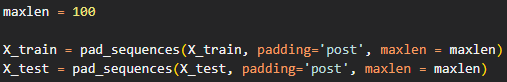 maxlen = 100
X_train = pad_sequences(X_train, padding='post', maxlen = maxlen)
X_test = pad_sequences(X_test, padding='post', maxlen = maxlen)